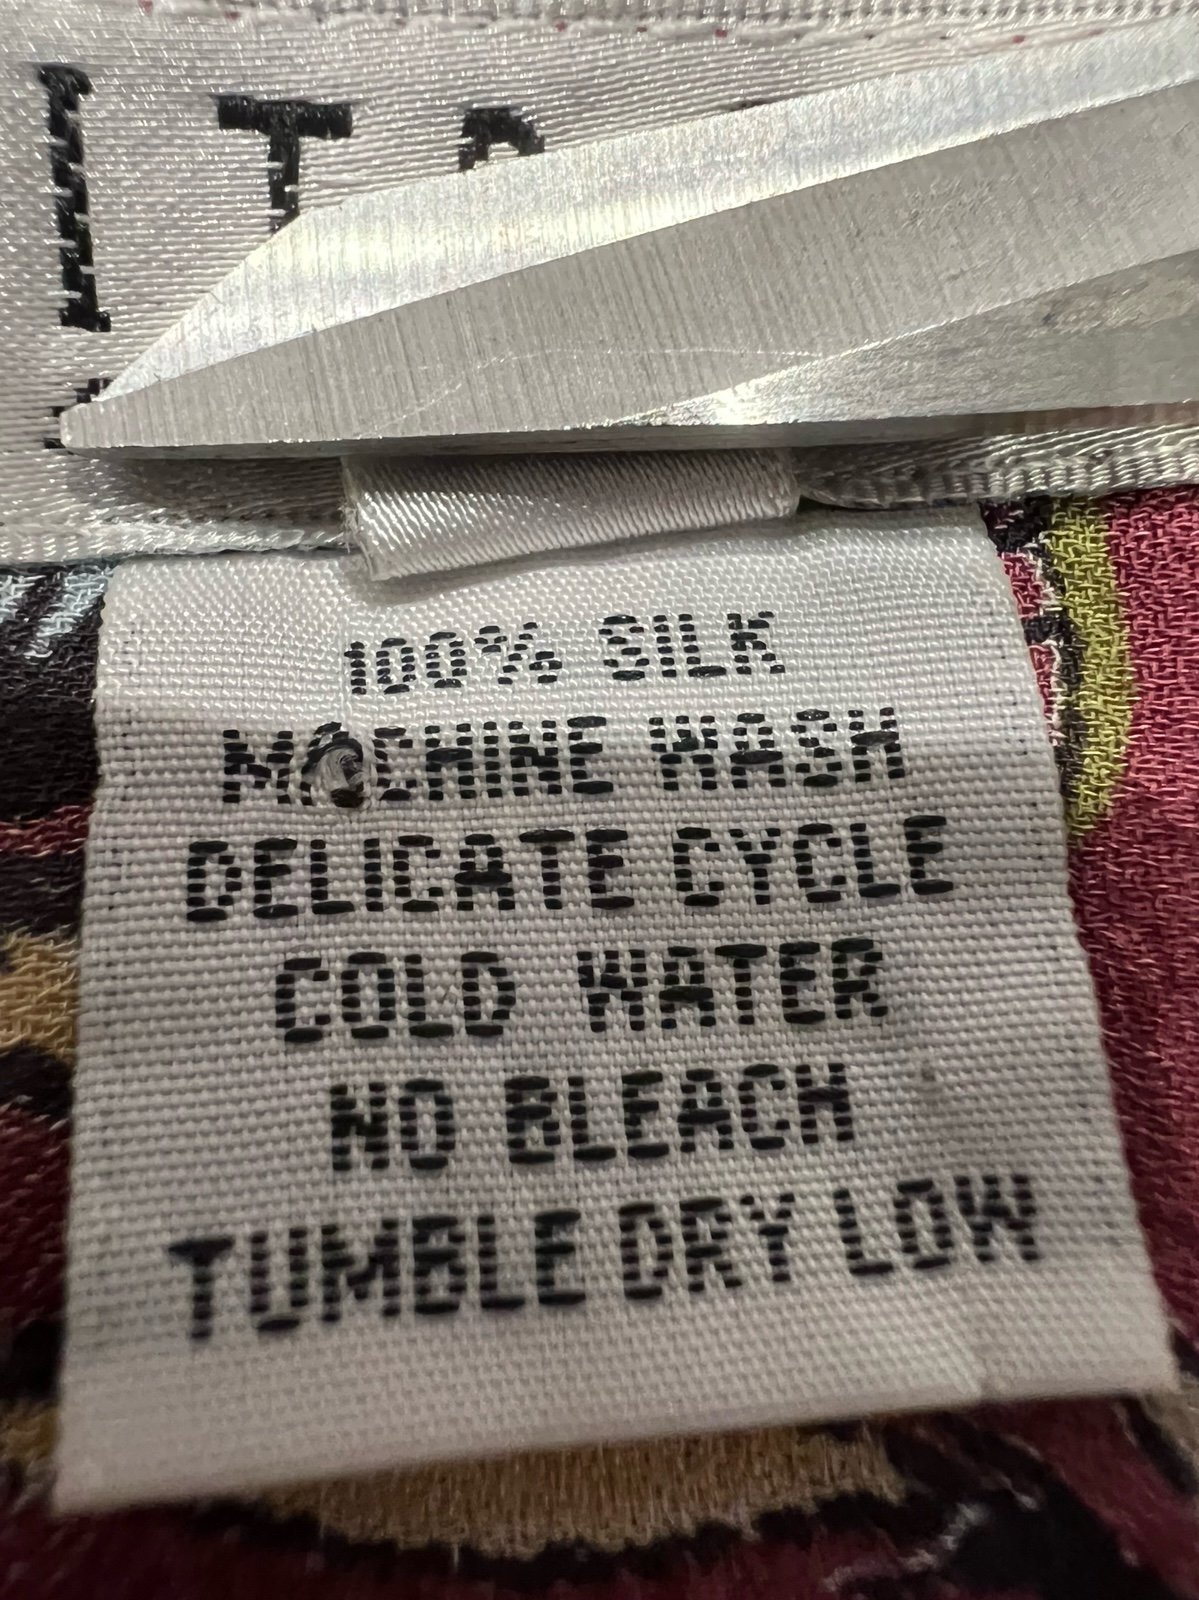 100% SILK
MACHINE WASH
DELICATE CYCLE
COLD WATER
NO BLEACH
TUMBLE DRY LOW